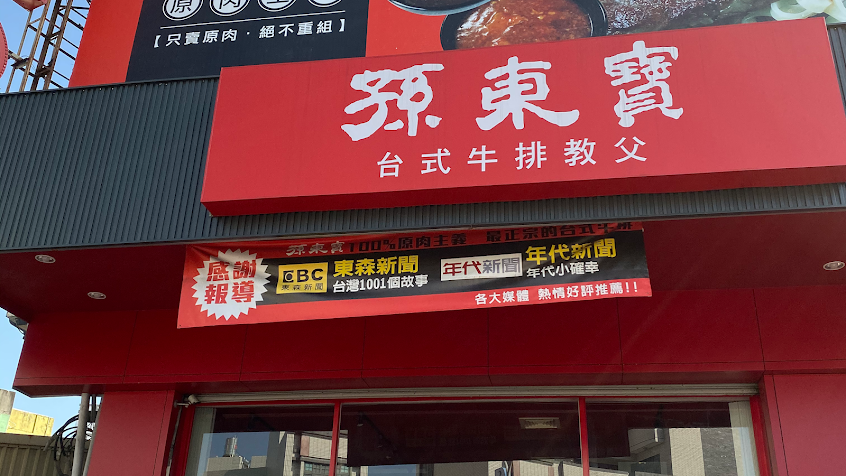 原肉
【只賣原肉・絕不重組】
孫東寶
台式牛排教父
孫東寶100%原肉主義 最正宗的台式牛排
感謝報導
EBC
東森新聞
東森新聞
台灣1001個故事
年代新聞
年代新聞
年代小確幸
各大媒體 熱情好評推薦!!